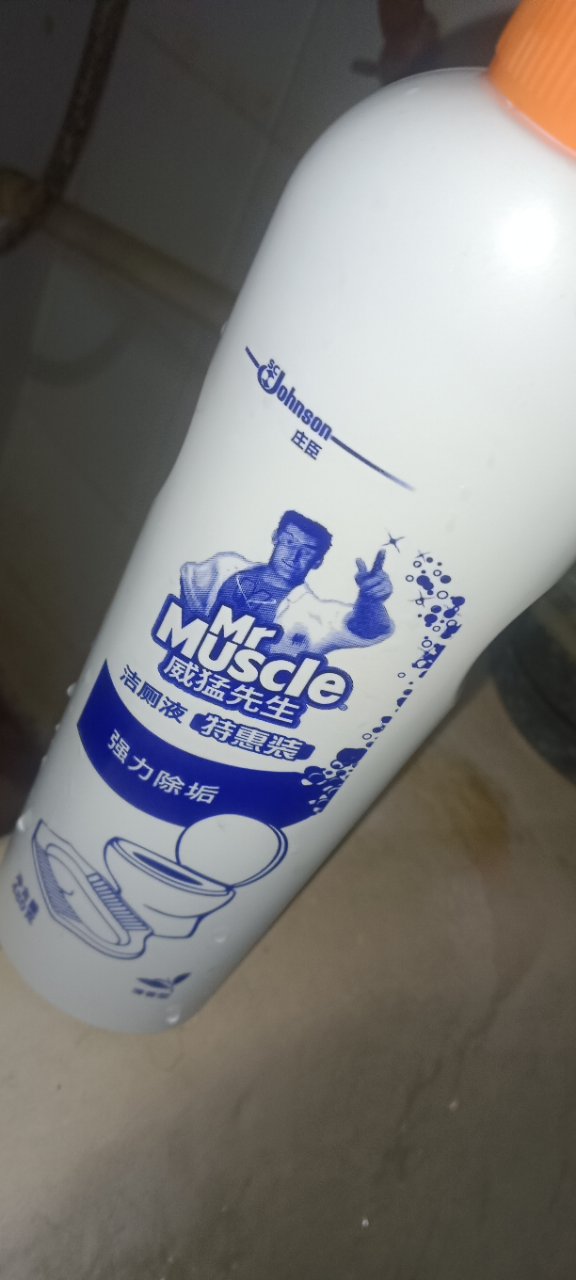 SC Johnson
庄臣
Mr
Muscle
威猛先生
洁厕液 特惠装
强力除垢